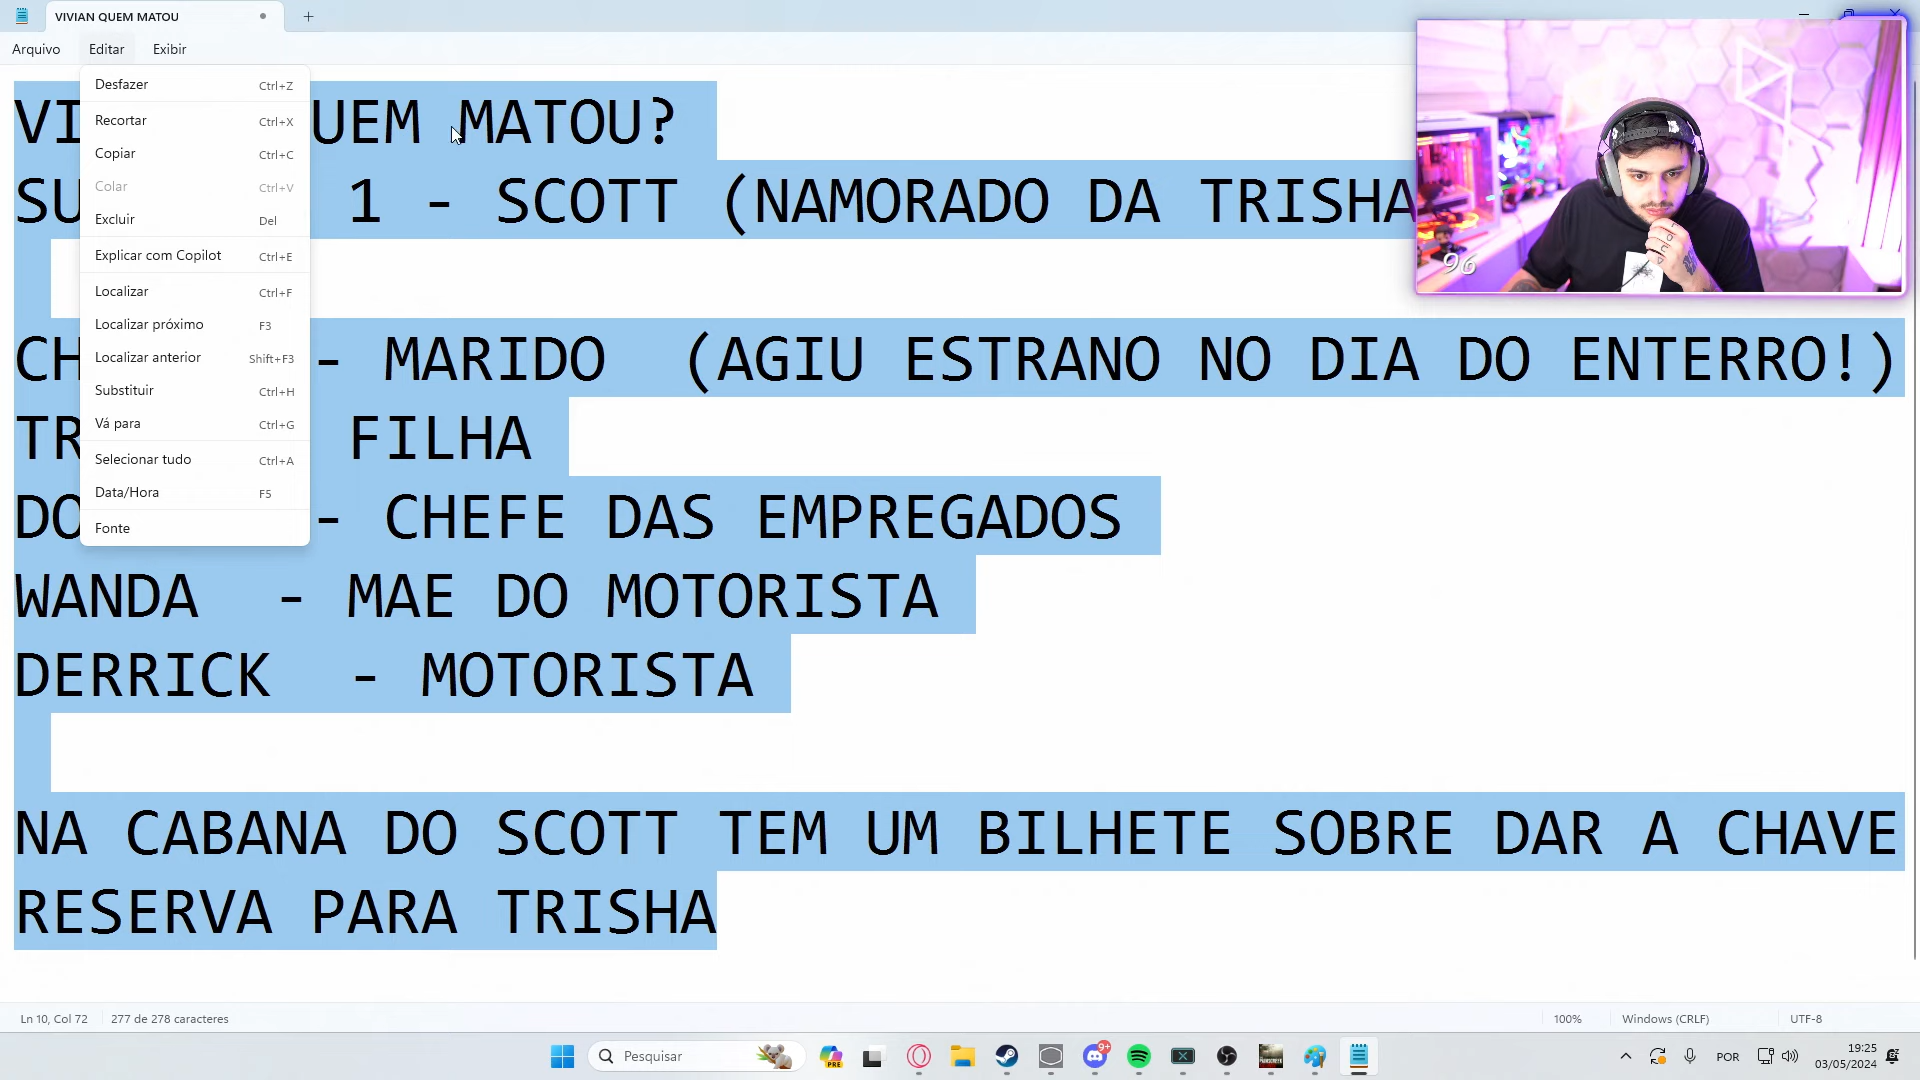 VIVIAN QUEM MATOU
Arquivo Editar Exibir
Desfazer Ctrl+Z
Recortar Ctrl+X
Copiar Ctrl+C
Colar Ctrl+V
Excluir Del
Explicar com Copilot Ctrl+E
Localizar Ctrl+F
Localizar próximo F3
Localizar anterior Shift+F3
Substituir Ctrl+H
Vá para Ctrl+G
Selecionar tudo Ctrl+A
Data/Hora F5
Fonte
VI UEM MATOU?
SU 1 - SCOTT (NAMORADO DA TRISHA
CH - MARIDO (AGIU ESTRANO NO DIA DO ENTERRO!)
TR FILHA
DO - CHEFE DAS EMPREGADOS
WANDA - MAE DO MOTORISTA
DERRICK - MOTORISTA
NA CABANA DO SCOTT TEM UM BILHETE SOBRE DAR A CHAVE
RESERVA PARA TRISHA
96
Ln 10, Col 72 277 de 278 caracteres 100% Windows (CRLF) UTF-8
Pesquisar PRE 9+ POR 19:25
03/05/2024